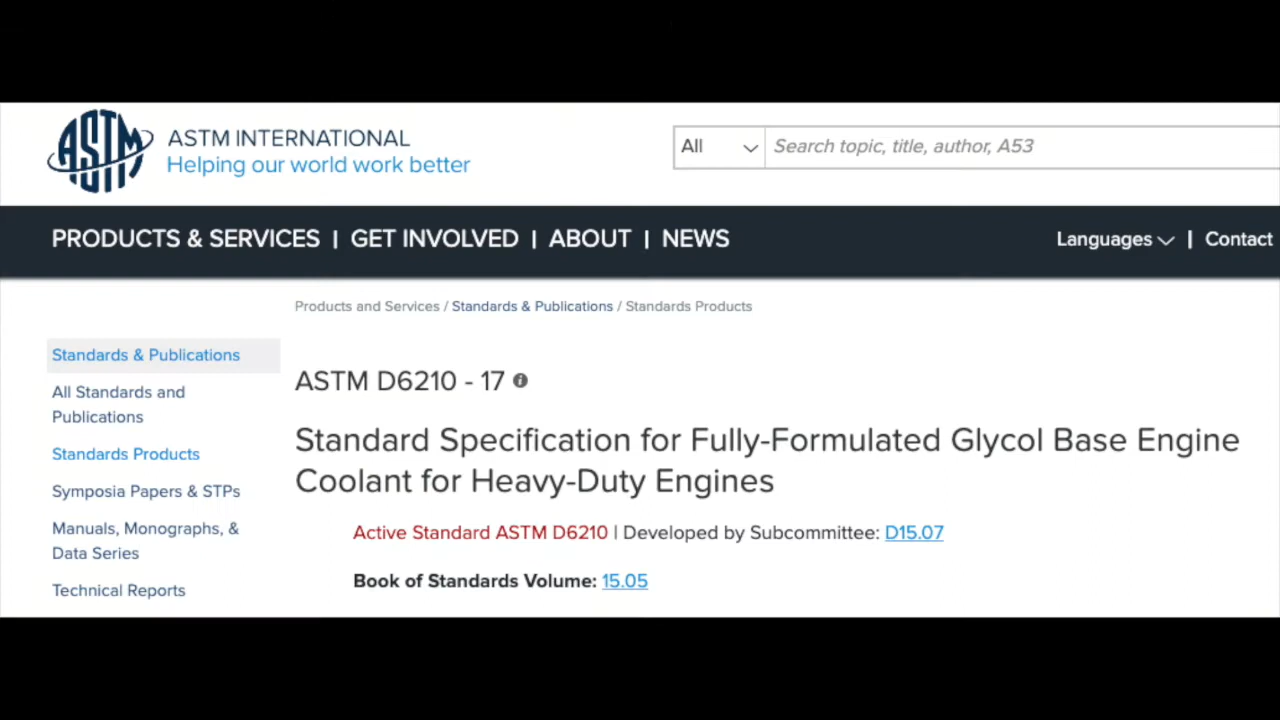 ASTM
ASTM INTERNATIONAL
Helping our world work better
All
Search topic, title, author, A53
PRODUCTS & SERVICES | GET INVOLVED | ABOUT | NEWS
Languages | Contact
Products and Services / Standards & Publications / Standards Products
Standards & Publications
All Standards and
Publications
Standards Products
Symposia Papers & STPs
Manuals, Monographs, &
Data Series
Technical Reports
ASTM D6210 - 17
Standard Specification for Fully-Formulated Glycol Base Engine
Coolant for Heavy-Duty Engines
Active Standard ASTM D6210 | Developed by Subcommittee: D15.07
Book of Standards Volume: 15.05